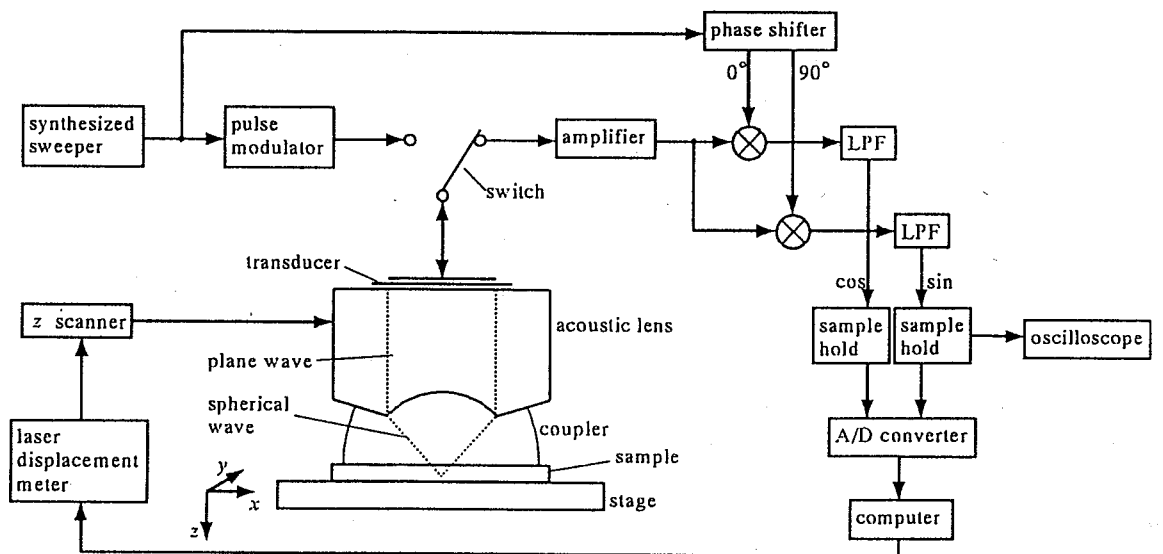 phase shifter
0°
90°
synthesized
sweeper
pulse
modulator
amplifier
LPF
switch
LPF
transducer
cos
sin
z scanner
acoustic lens
sample
hold
sample
hold
oscilloscope
plane wave
spherical
wave
coupler
laser
displacement
meter
A/D converter
sample
y
x
z
stage
computer